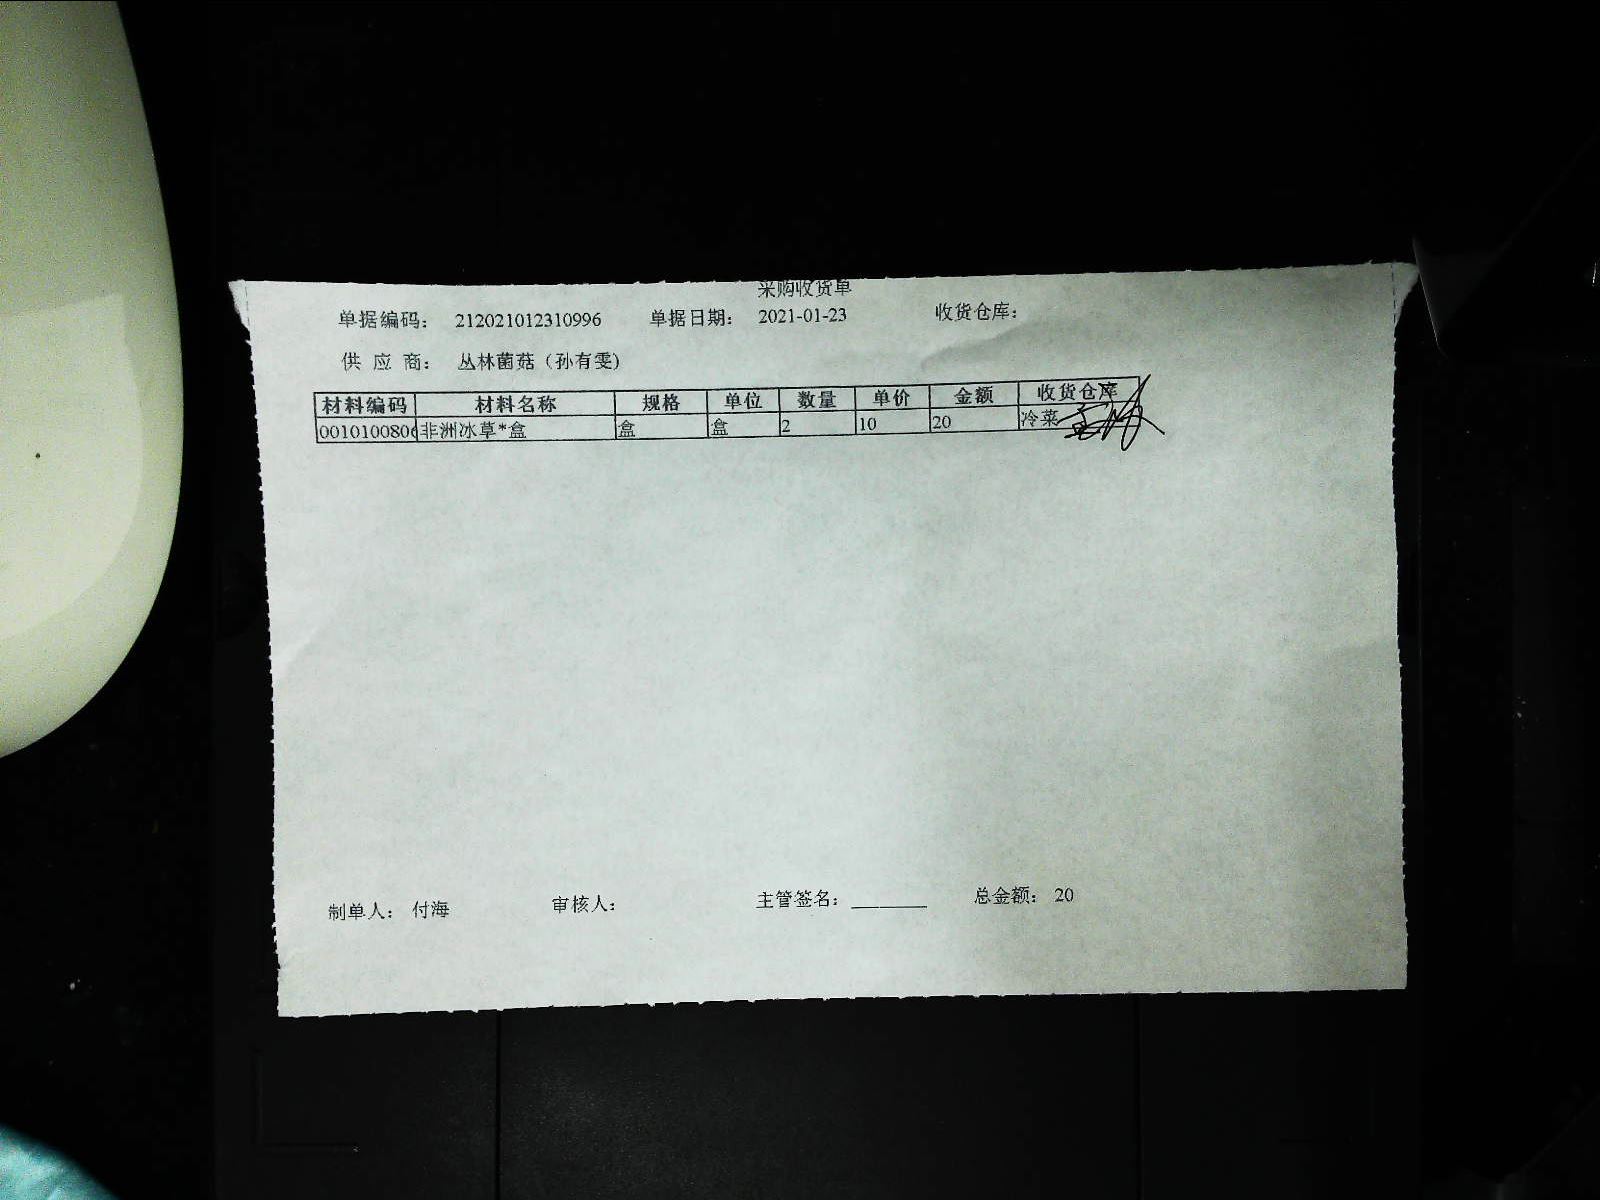 采购收货单
单据编码： 212021012310996 单据日期： 2021-01-23 收货仓库：
供 应 商： 丛林菌菇（孙有雯)
材料编码 材料名称 规格 单位 数量 单价 金额 收货仓库
0010100806 非洲冰草*盒 盒 盒 2 10 20 冷菜
制单人： 付海 审核人： 主管签名： 总金额： 20